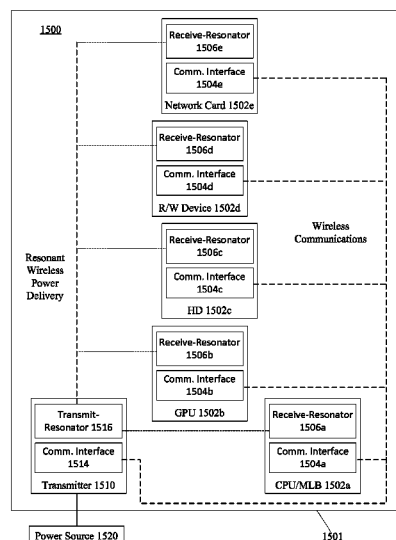 1500
Receive-Resonator
1506e
Comm. Interface
1504e
Network Card 1502e
Receive-Resonator
1506d
Comm. Interface
1504d
R/W Device 1502d
Wireless
Communications
Resonant
Wireless
Power
Delivery
Receive-Resonator
1506c
Comm. Interface
1504c
HD 1502c
Receive-Resonator
1506b
Comm. Interface
1504b
GPU 1502b
Transmit-
Resonator 1516
Comm. Interface
1514
Transmitter 1510
Receive-Resonator
1506a
Comm. Interface
1504a
CPU/MLB 1502a
Power Source 1520
1501